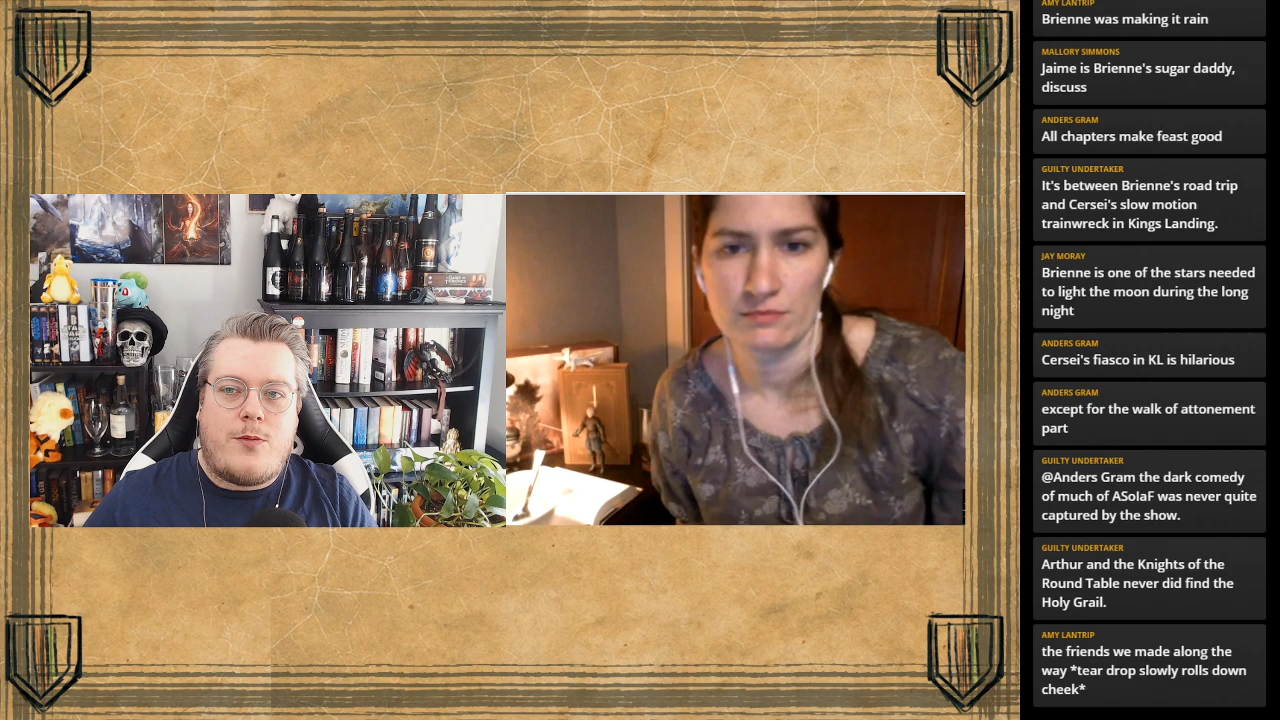 AMY LANTRIP
Brienne was making it rain
MALLORY SIMMONS
Jaime is Brienne's sugar daddy,
discuss
ANDERS GRAM
All chapters make feast good
GUILTY UNDERTAKER
It's between Brienne's road trip
and Cersei's slow motion
trainwreck in Kings Landing.
JAY MORAY
Brienne is one of the stars needed
to light the moon during the long
night
ANDERS GRAM
Cersei's fiasco in KL is hilarious
ANDERS GRAM
except for the walk of attonement
part
GUILTY UNDERTAKER
@Anders Gram the dark comedy
of much of ASoIaF was never quite
captured by the show.
GUILTY UNDERTAKER
Arthur and the Knights of the
Round Table never did find the
Holy Grail.
AMY LANTRIP
the friends we made along the
way *tear drop slowly rolls down
cheek*